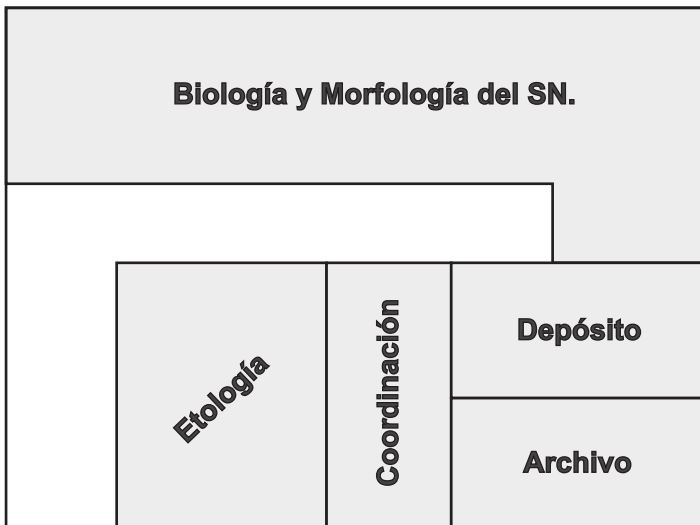 Biología y Morfología del SN.
Etología
Coordinación
Depósito
Archivo